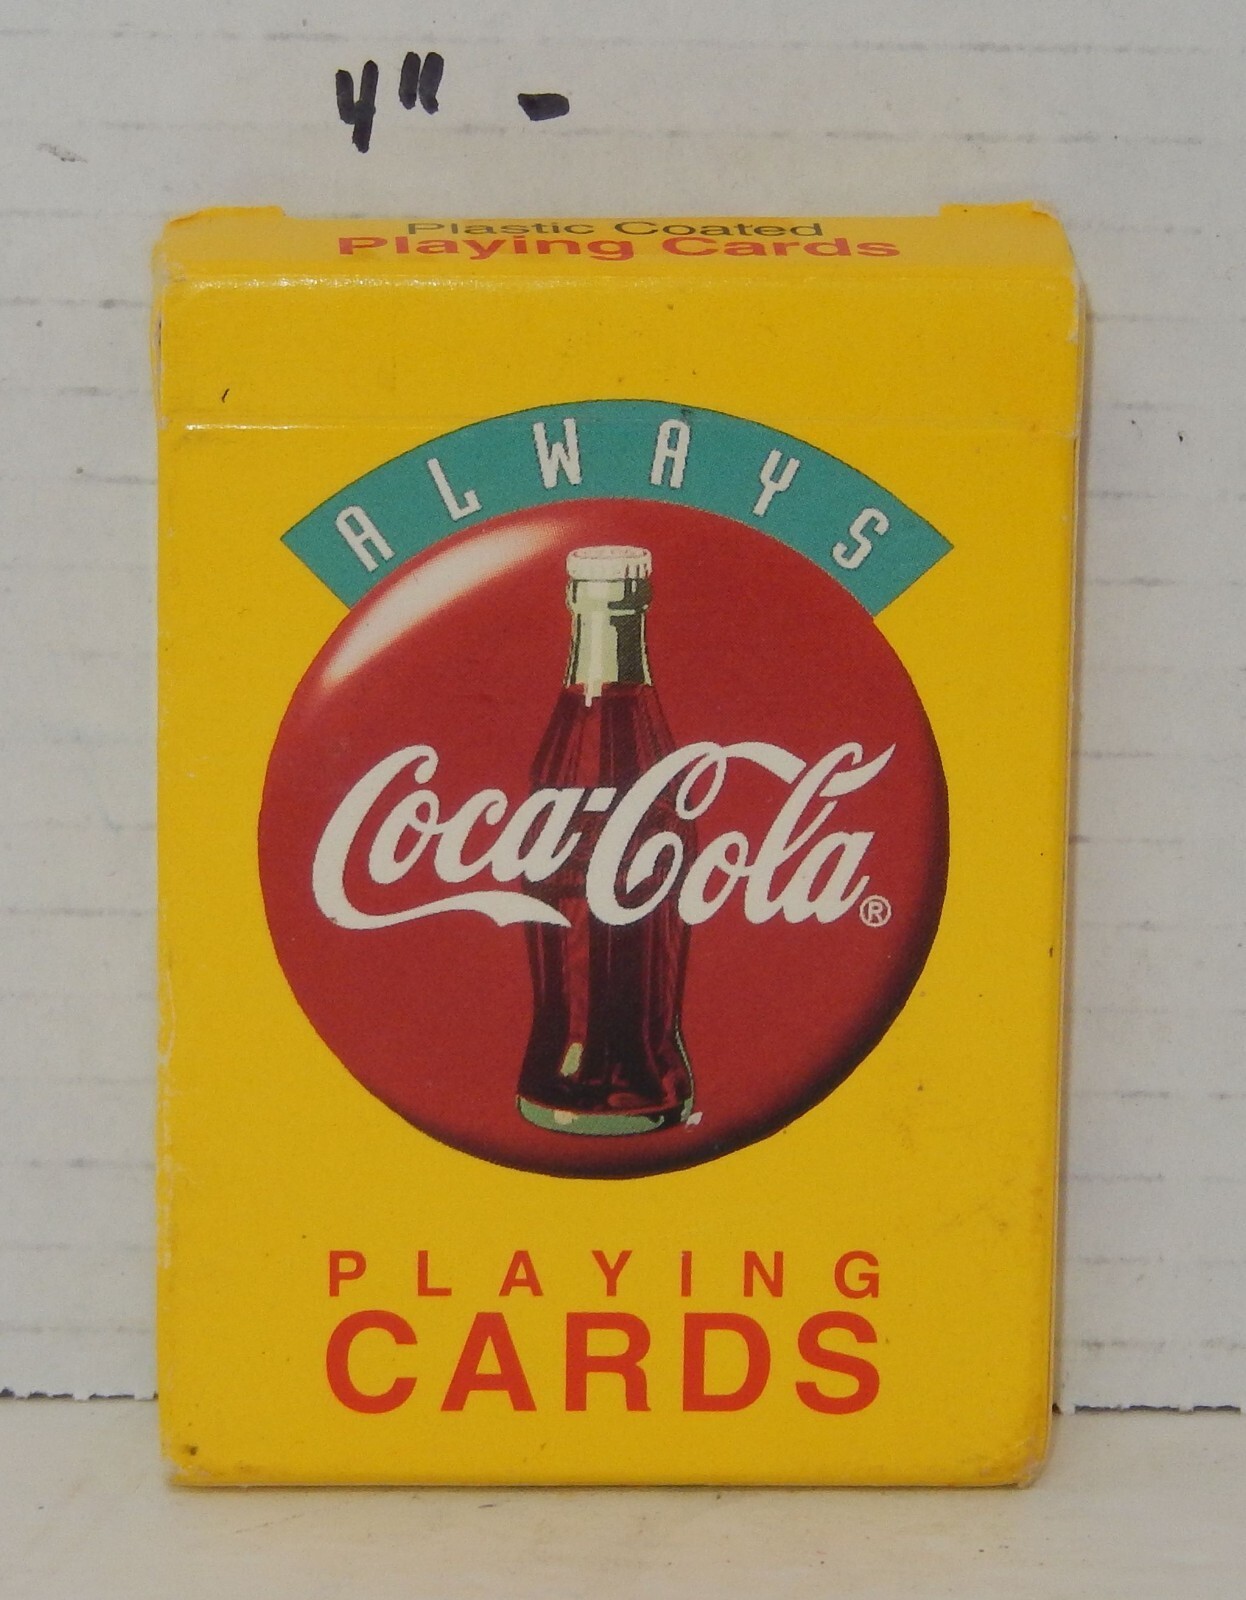 4" -
Plastic Coated
Playing Cards
ALWAYS
Coca-Cola®
PLAYING
CARDS